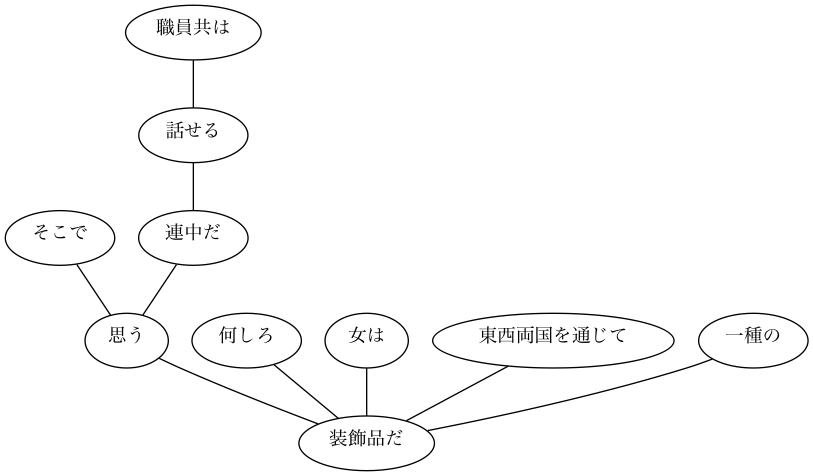 職員共は
話せる
そこで
連中だ
思う
何しろ
女は
東西両国を通じて
一種の
装飾品だ